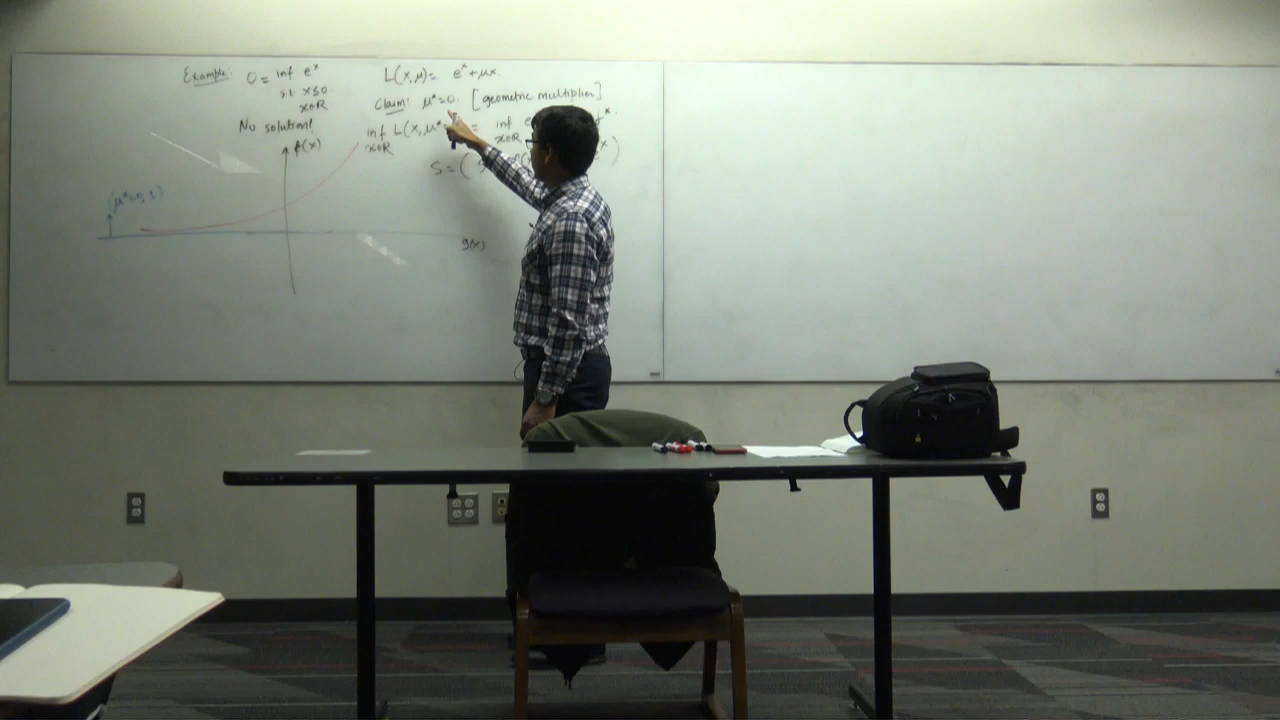 Example: 0 = inf e^x
s.t. x≤0
x∈R
No solution!
L(x,μ) = e^x + μx.
Claim: μ*=0. [geometric multiplier]
inf L(x, μ* = inf
x∈R x∈R
S = (
f(x)
(μ*=0, 1)
g(x)